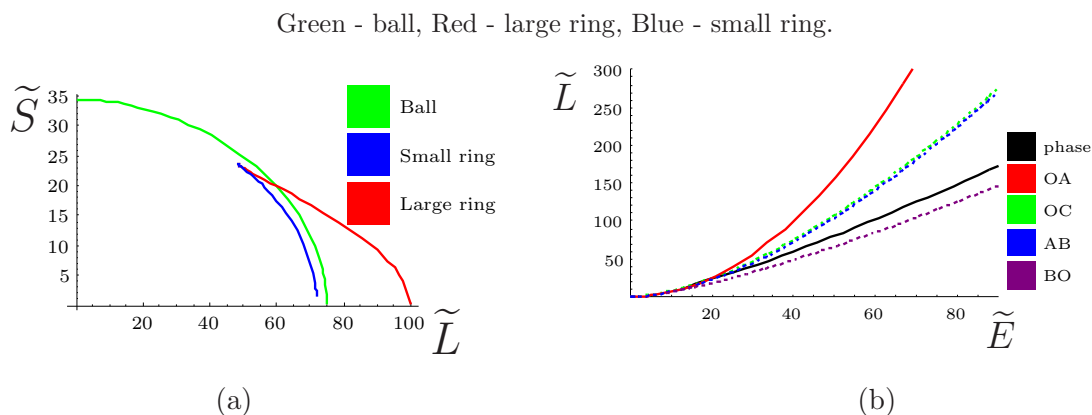 Green - ball, Red - large ring, Blue - small ring.
S̃
35
30
25
20
15
10
5
20
40
60
80
100
L̃
Ball
Small ring
Large ring
(a)
L̃
300
250
200
150
100
50
20
40
60
80
Ẽ
phase
OA
OC
AB
BO
(b)